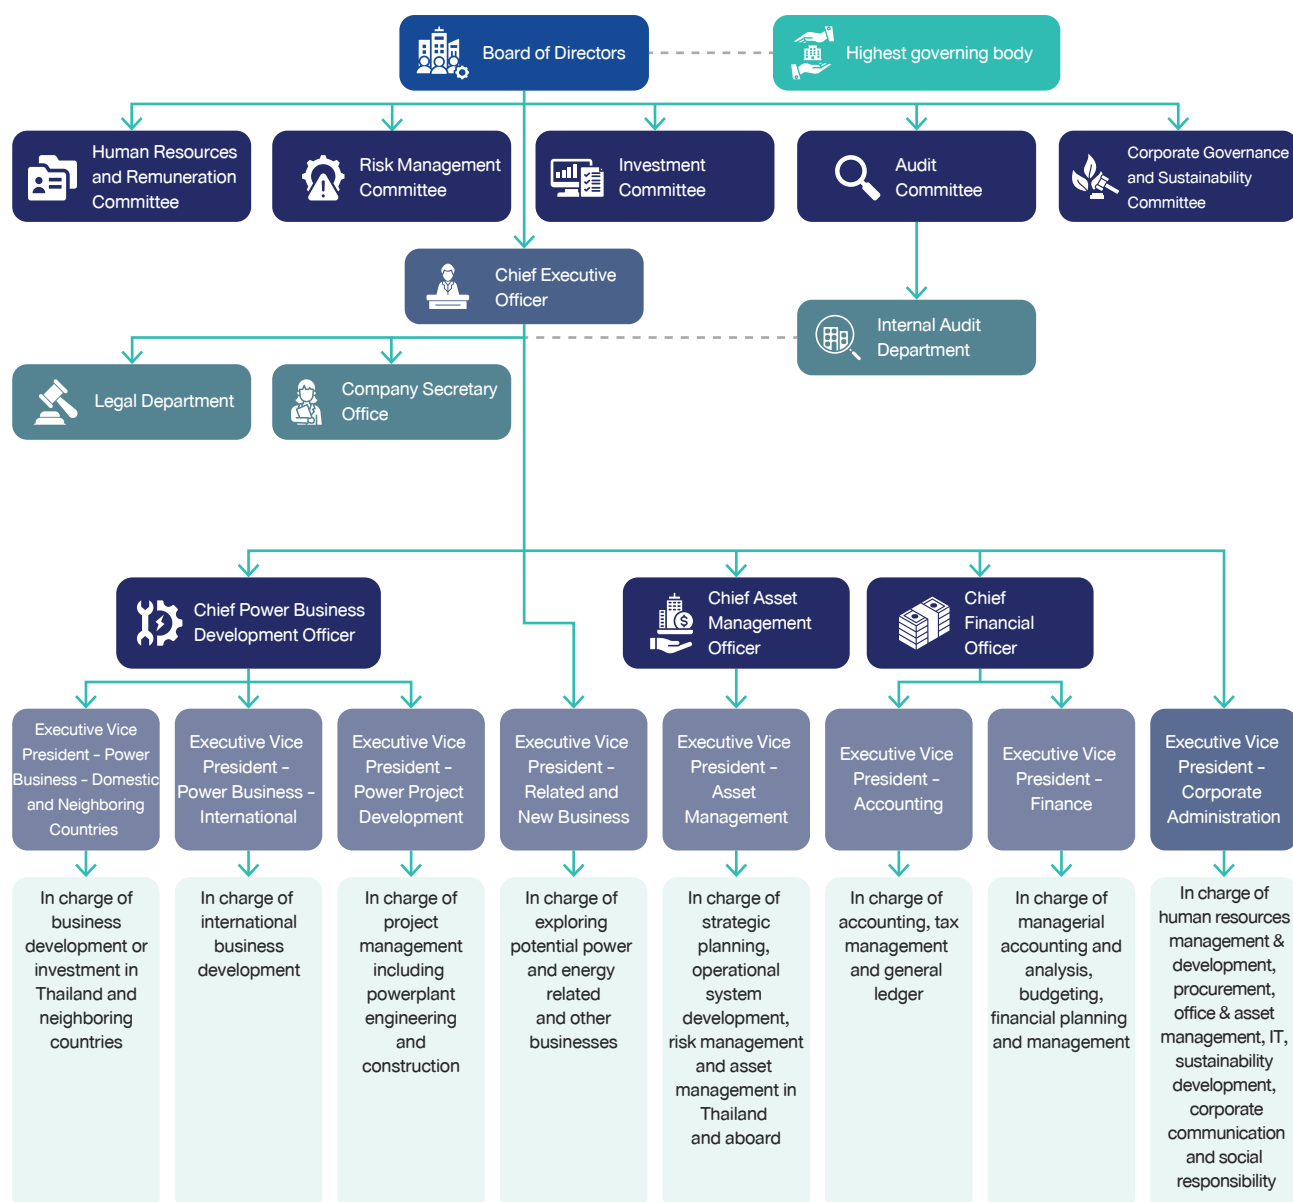 Board of Directors
Highest governing body
Human Resources
and Remuneration
Committee
Risk Management
Committee
Investment
Committee
Audit
Committee
Corporate Governance
and Sustainability
Committee
Chief Executive
Officer
Internal Audit
Department
Legal Department
Company Secretary
Office
Chief Power Business
Development Officer
Chief Asset
Management
Officer
Chief
Financial
Officer
Executive Vice
President – Power
Business – Domestic
and Neighboring
Countries
Executive Vice
President –
Power Business –
International
Executive Vice
President –
Power Project
Development
Executive Vice
President –
Related and
New Business
Executive Vice
President –
Asset
Management
Executive Vice
President –
Accounting
Executive Vice
President –
Finance
Executive Vice
President –
Corporate
Administration
In charge of
business
development or
investment in
Thailand and
neighboring
countries
In charge of
international
business
development
In charge of
project
management
including
powerplant
engineering
and
construction
In charge of
exploring
potential power
and energy
related
and other
businesses
In charge of
strategic
planning,
operational
system
development,
risk management
and asset
management in
Thailand
and aboard
In charge of
accounting, tax
management
and general
ledger
In charge of
managerial
accounting and
analysis,
budgeting,
financial planning
and management
In charge of
human resources
management &
development,
procurement,
office & asset
management, IT,
sustainability
development,
corporate
communication
and social
responsibility